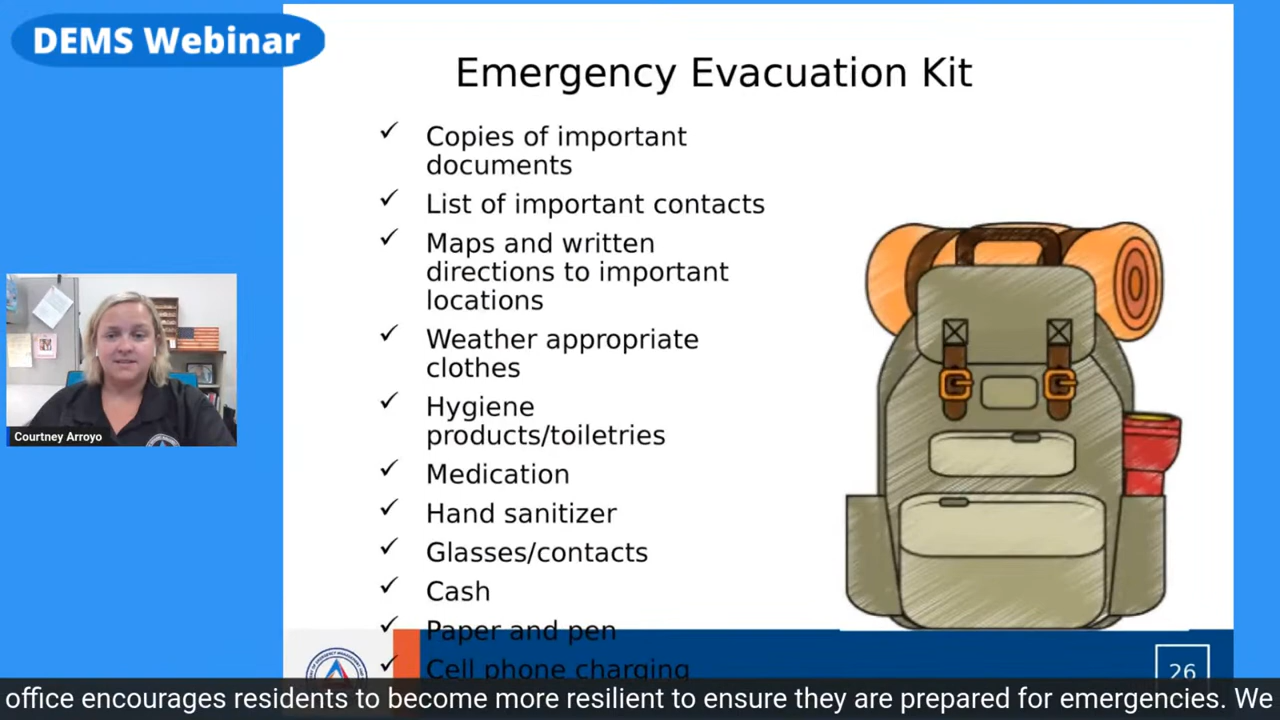 DEMS Webinar
Emergency Evacuation Kit
✓ Copies of important
documents
✓ List of important contacts
✓ Maps and written
directions to important
locations
✓ Weather appropriate
clothes
✓ Hygiene
products/toiletries
✓ Medication
✓ Hand sanitizer
✓ Glasses/contacts
✓ Cash
✓ Paper and pen
✓ Cell phone charging
Courtney Arroyo
26
office encourages residents to become more resilient to ensure they are prepared for emergencies. We